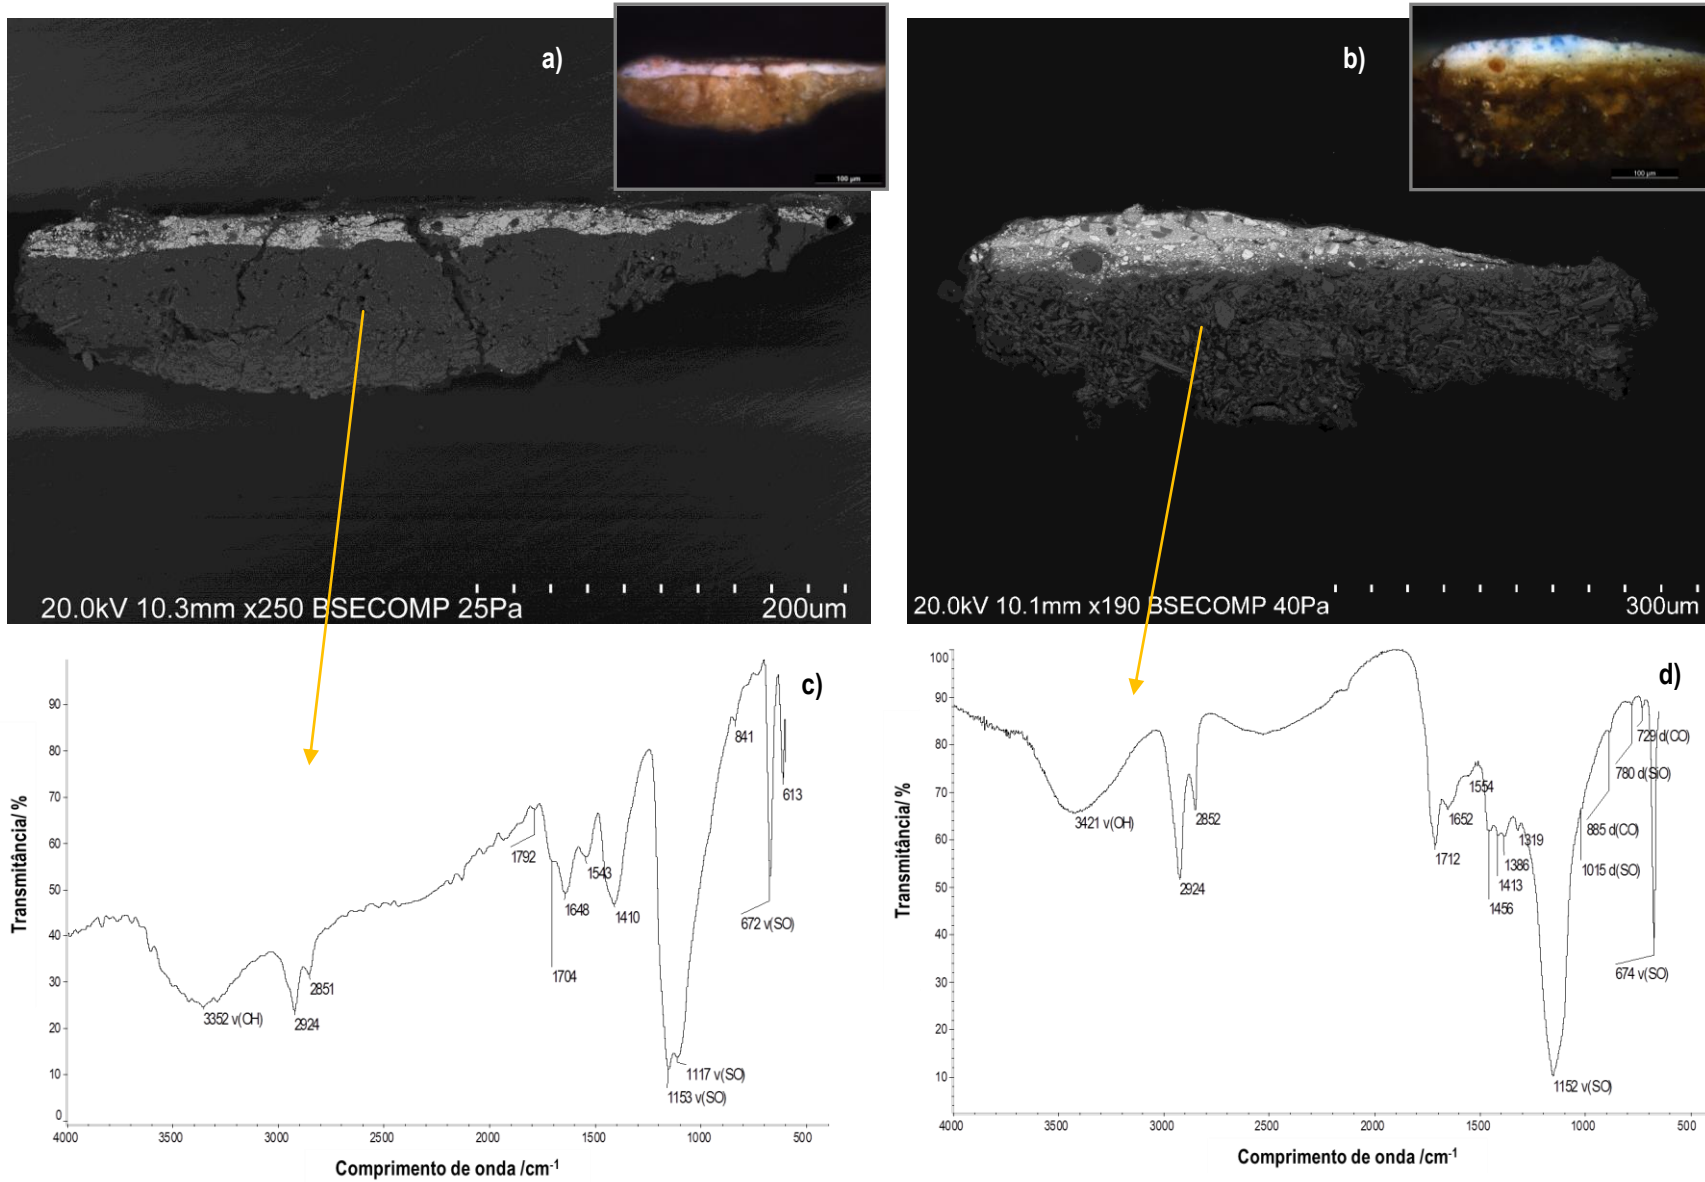 a)
100 µm
20.0kV 10.3mm x250 BSECOMP 25Pa
200um
b)
100 µm
20.0kV 10.1mm x190 BSECOMP 40Pa
300um
c)
Transmitância/ %
90
80
70
60
50
40
30
20
10
0
3352 v(OH)
2924
2851
1792
1704
1648
1543
1410
1153 v(SO)
1117 v(SO)
841
672 v(SO)
613
4000
3500
3000
2000
1500
1000
500
Comprimento de onda /cm-1
d)
Transmitância/ %
100
90
80
70
60
50
40
30
20
10
3421 v(OH)
2924
2852
1712
1652
1554
1456
1413
1386
1319
1152 v(SO)
1015 d(SO)
885 d(CO)
780 d(SiO)
729 d(CO)
674 v(SO)
4000
3500
3000
2000
1500
1000
500
Comprimento de onda /cm-1